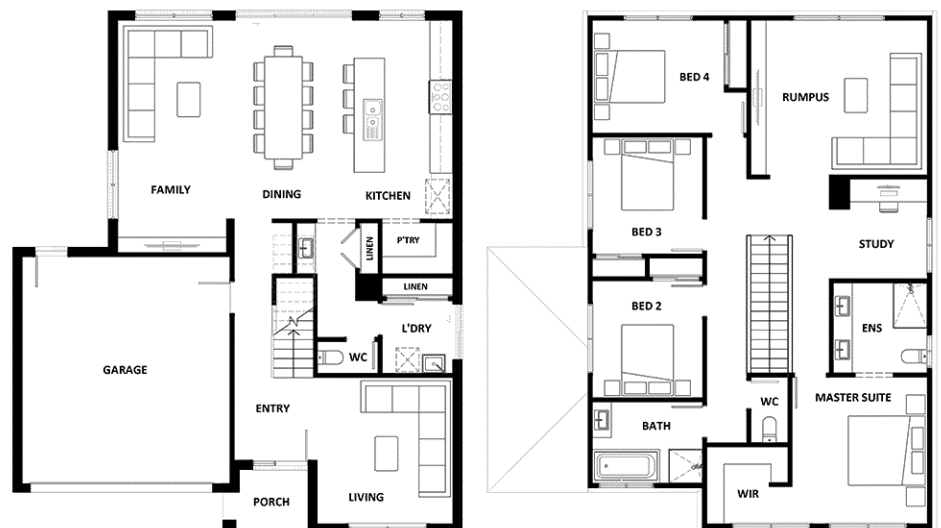 FAMILY
DINING
KITCHEN
LINEN
P'TRY
LINEN
L'DRY
WC
GARAGE
ENTRY
PORCH
LIVING
BED 4
RUMPUS
BED 3
STUDY
BED 2
ENS
WC
MASTER SUITE
BATH
WIR